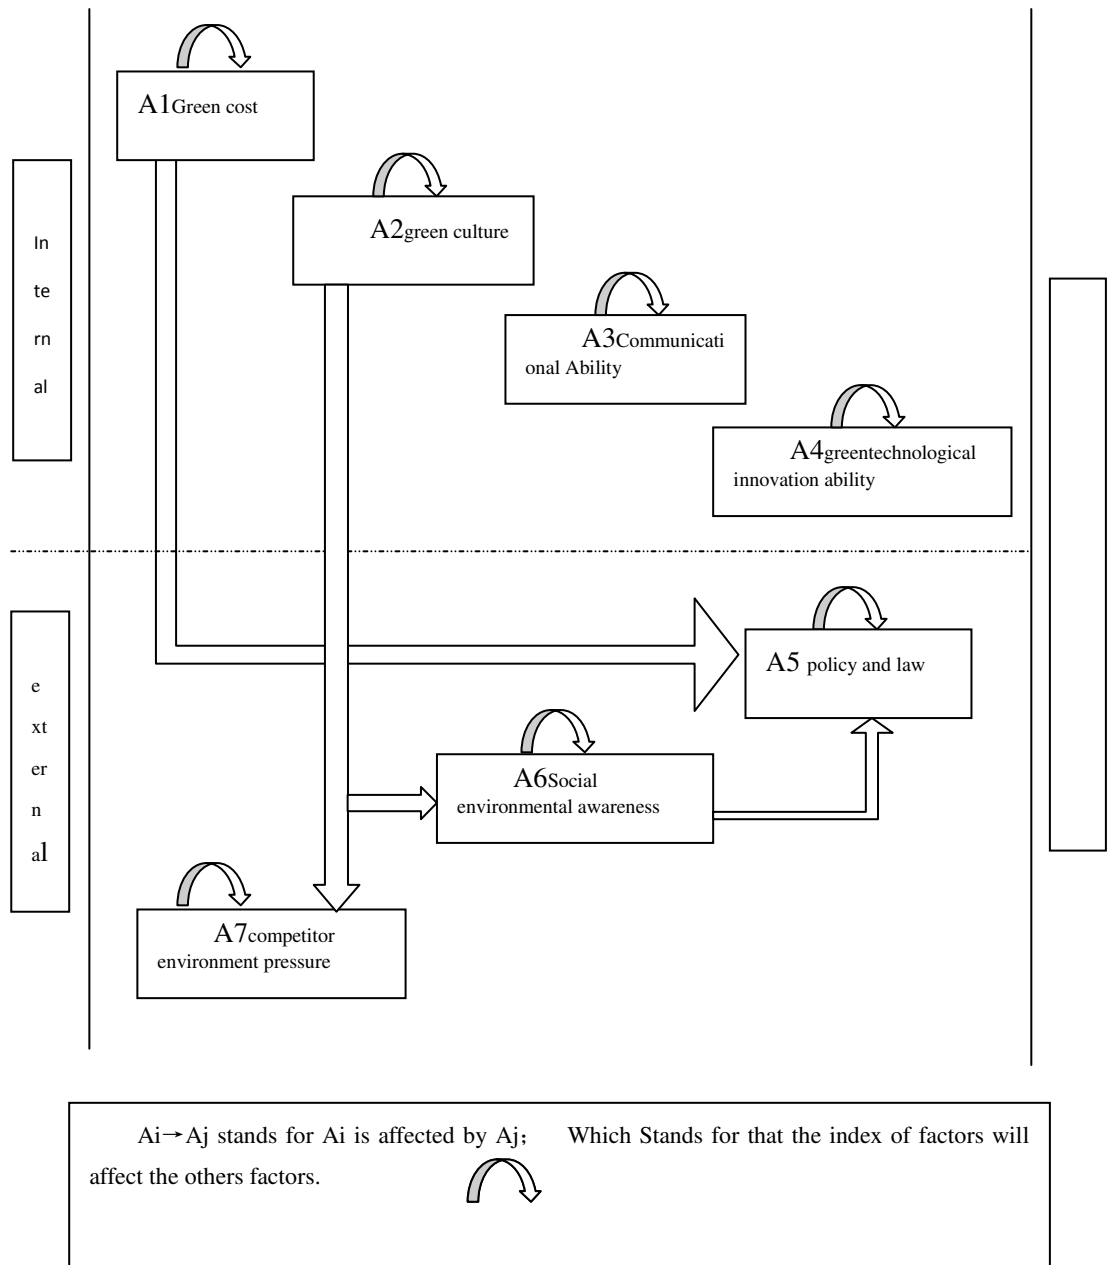 A1Green cost
A2green culture
In
te
rn
al
A3Communicati
onal Ability
A4greentechnological
innovation ability
A5 policy and law
e
xt
er
n
al
A6Social
environmental awareness
A7competitor
environment pressure
Ai→Aj stands for Ai is affected by Aj； Which Stands for that the index of factors will
affect the others factors.